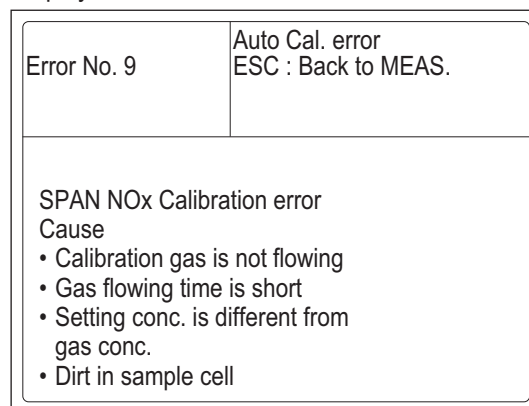 Error No. 9
Auto Cal. error
ESC : Back to MEAS.
SPAN NOx Calibration error
Cause
• Calibration gas is not flowing
• Gas flowing time is short
• Setting conc. is different from
gas conc.
• Dirt in sample cell